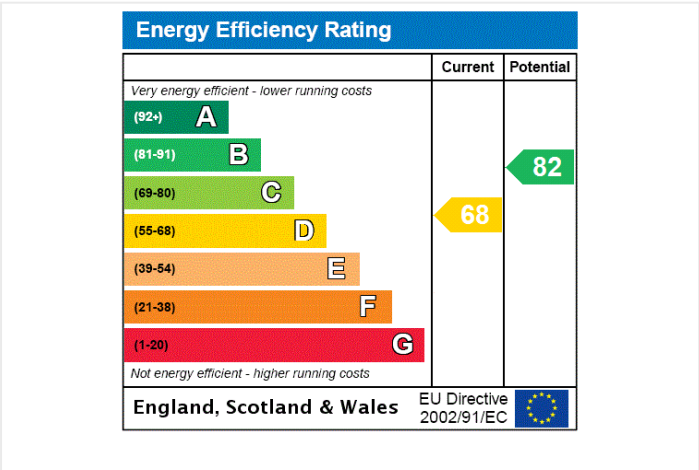 Energy Efficiency Rating
Current Potential
Very energy efficient - lower running costs
(92+) A
(81-91) B
82
(69-80) C
68
(55-68) D
(39-54) E
(21-38) F
(1-20) G
Not energy efficient - higher running costs
England, Scotland & Wales
EU Directive
2002/91/EC